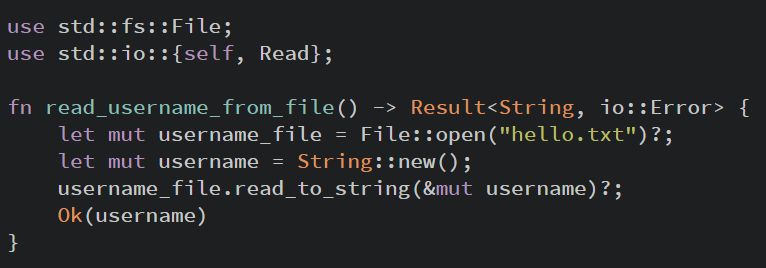 use std::fs::File;
use std::io::{self, Read};

fn read_username_from_file() -> Result<String, io::Error> {
    let mut username_file = File::open("hello.txt")?;
    let mut username = String::new();
    username_file.read_to_string(&mut username)?;
    Ok(username)
}